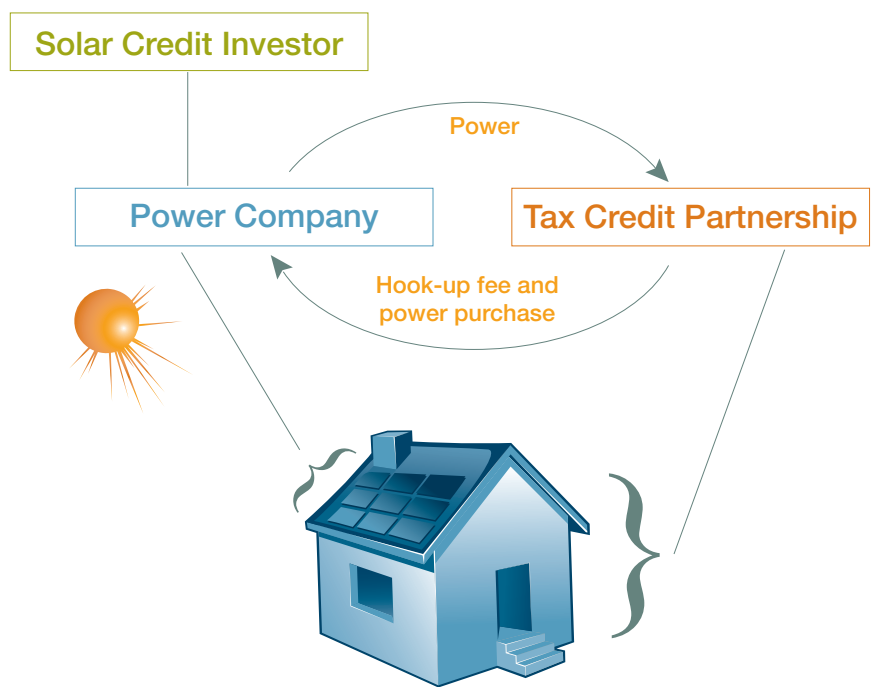 Solar Credit Investor
Power
Power Company
Tax Credit Partnership
Hook-up fee and
power purchase